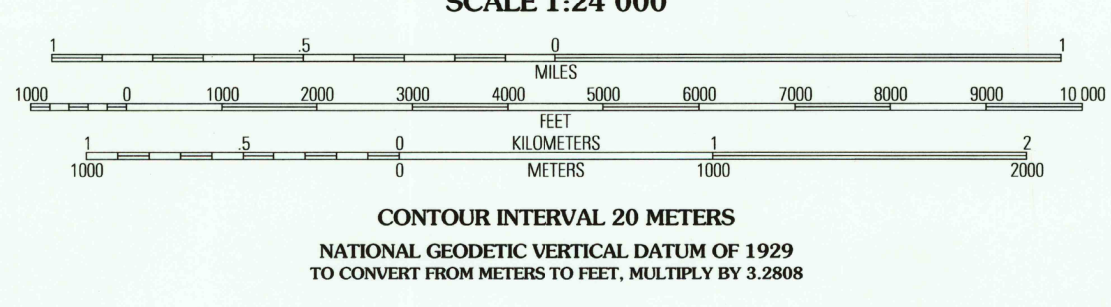 SCALE 1:24 000
1 .5 0 1
MILES
1000 0 1000 2000 3000 4000 5000 6000 7000 8000 9000 10 000
FEET
1 .5 0 KILOMETERS 1 2
1000 0 METERS 1000 2000
CONTOUR INTERVAL 20 METERS
NATIONAL GEODETIC VERTICAL DATUM OF 1929
TO CONVERT FROM METERS TO FEET, MULTIPLY BY 3.2808